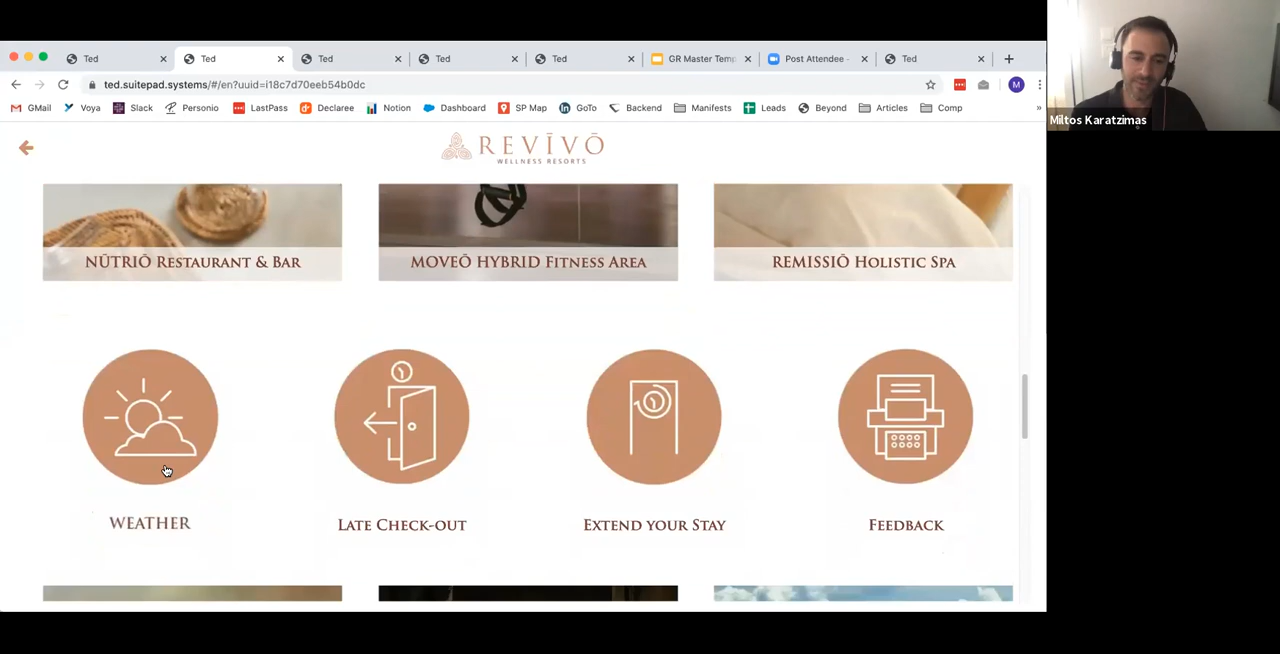 Ted
Ted
Ted
Ted
Ted
GR Master Temp
Post Attendee -
Ted
ted.suitepad.systems/#/en?uuid=i18c7d70eeb54b0dc
M
GMail
Voya
Slack
Personio
LastPass
Declaree
Notion
Dashboard
SP Map
GoTo
Backend
Manifests
Leads
Beyond
Articles
Comp
»
Miltos Karatzimas
REVĪVŌ
WELLNESS RESORTS
NŪTRIŌ Restaurant & Bar
MOVEŌ HYBRID Fitness Area
REMISSIŌ Holistic Spa
WEATHER
Late Check-out
Extend your Stay
Feedback